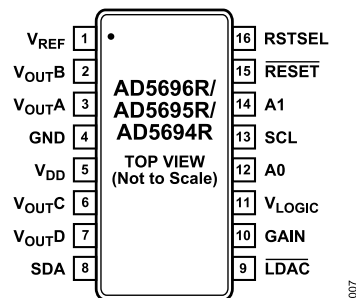 VREF 1
VOUTB 2
VOUTA 3
GND 4
VDD 5
VOUTC 6
VOUTD 7
SDA 8
AD5696R/
AD5695R/
AD5694R
TOP VIEW
(Not to Scale)
16 RSTSEL
15 RESET
14 A1
13 SCL
12 A0
11 VLOGIC
10 GAIN
9 LDAC